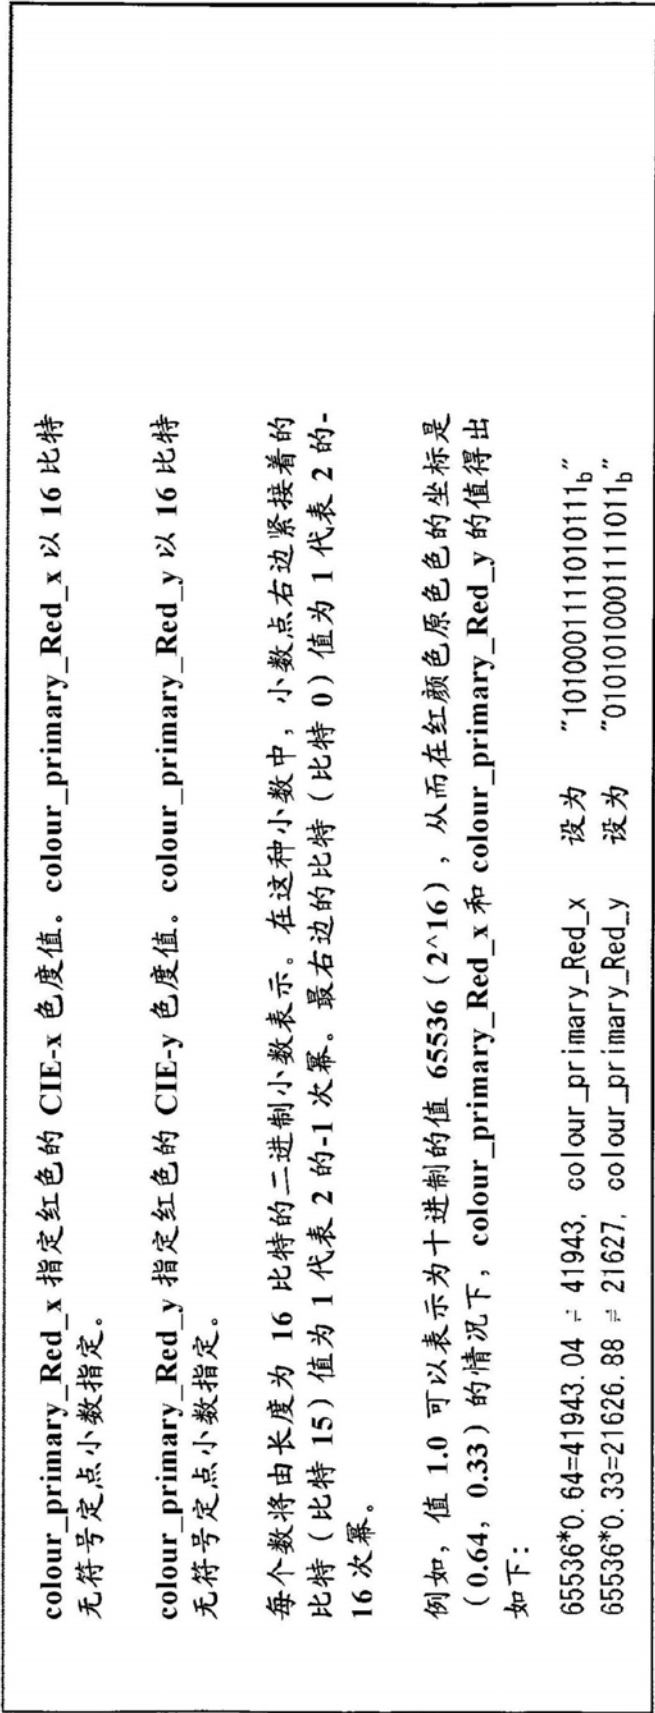 colour_primary_Red_x 指定红色的 CIE-x 色度值。colour_primary_Red_x 以 16 比特
无符号定点小数指定。
colour_primary_Red_y 指定红色的 CIE-y 色度值。colour_primary_Red_y 以 16 比特
无符号定点小数指定。
每个数将由长度为 16 比特的二进制小数表示。在这种小数中，小数点右边紧接着的
比特（比特 15）值为 1 代表 2 的-1 次幂。最右边的比特（比特 0）值为 1 代表 2 的-
16 次幂。
例如，值 1.0 可以表示为十进制的值 65536（2^16），从而在红颜色原色色的坐标是
（0.64，0.33）的情况下，colour_primary_Red_x 和 colour_primary_Red_y 的值得出
如下：
65536*0.64=41943.04 ≓ 41943, colour_primary_Red_x 设为 "1010001111010111b"
65536*0.33=21626.88 ≓ 21627, colour_primary_Red_y 设为 "0101010001111011b"